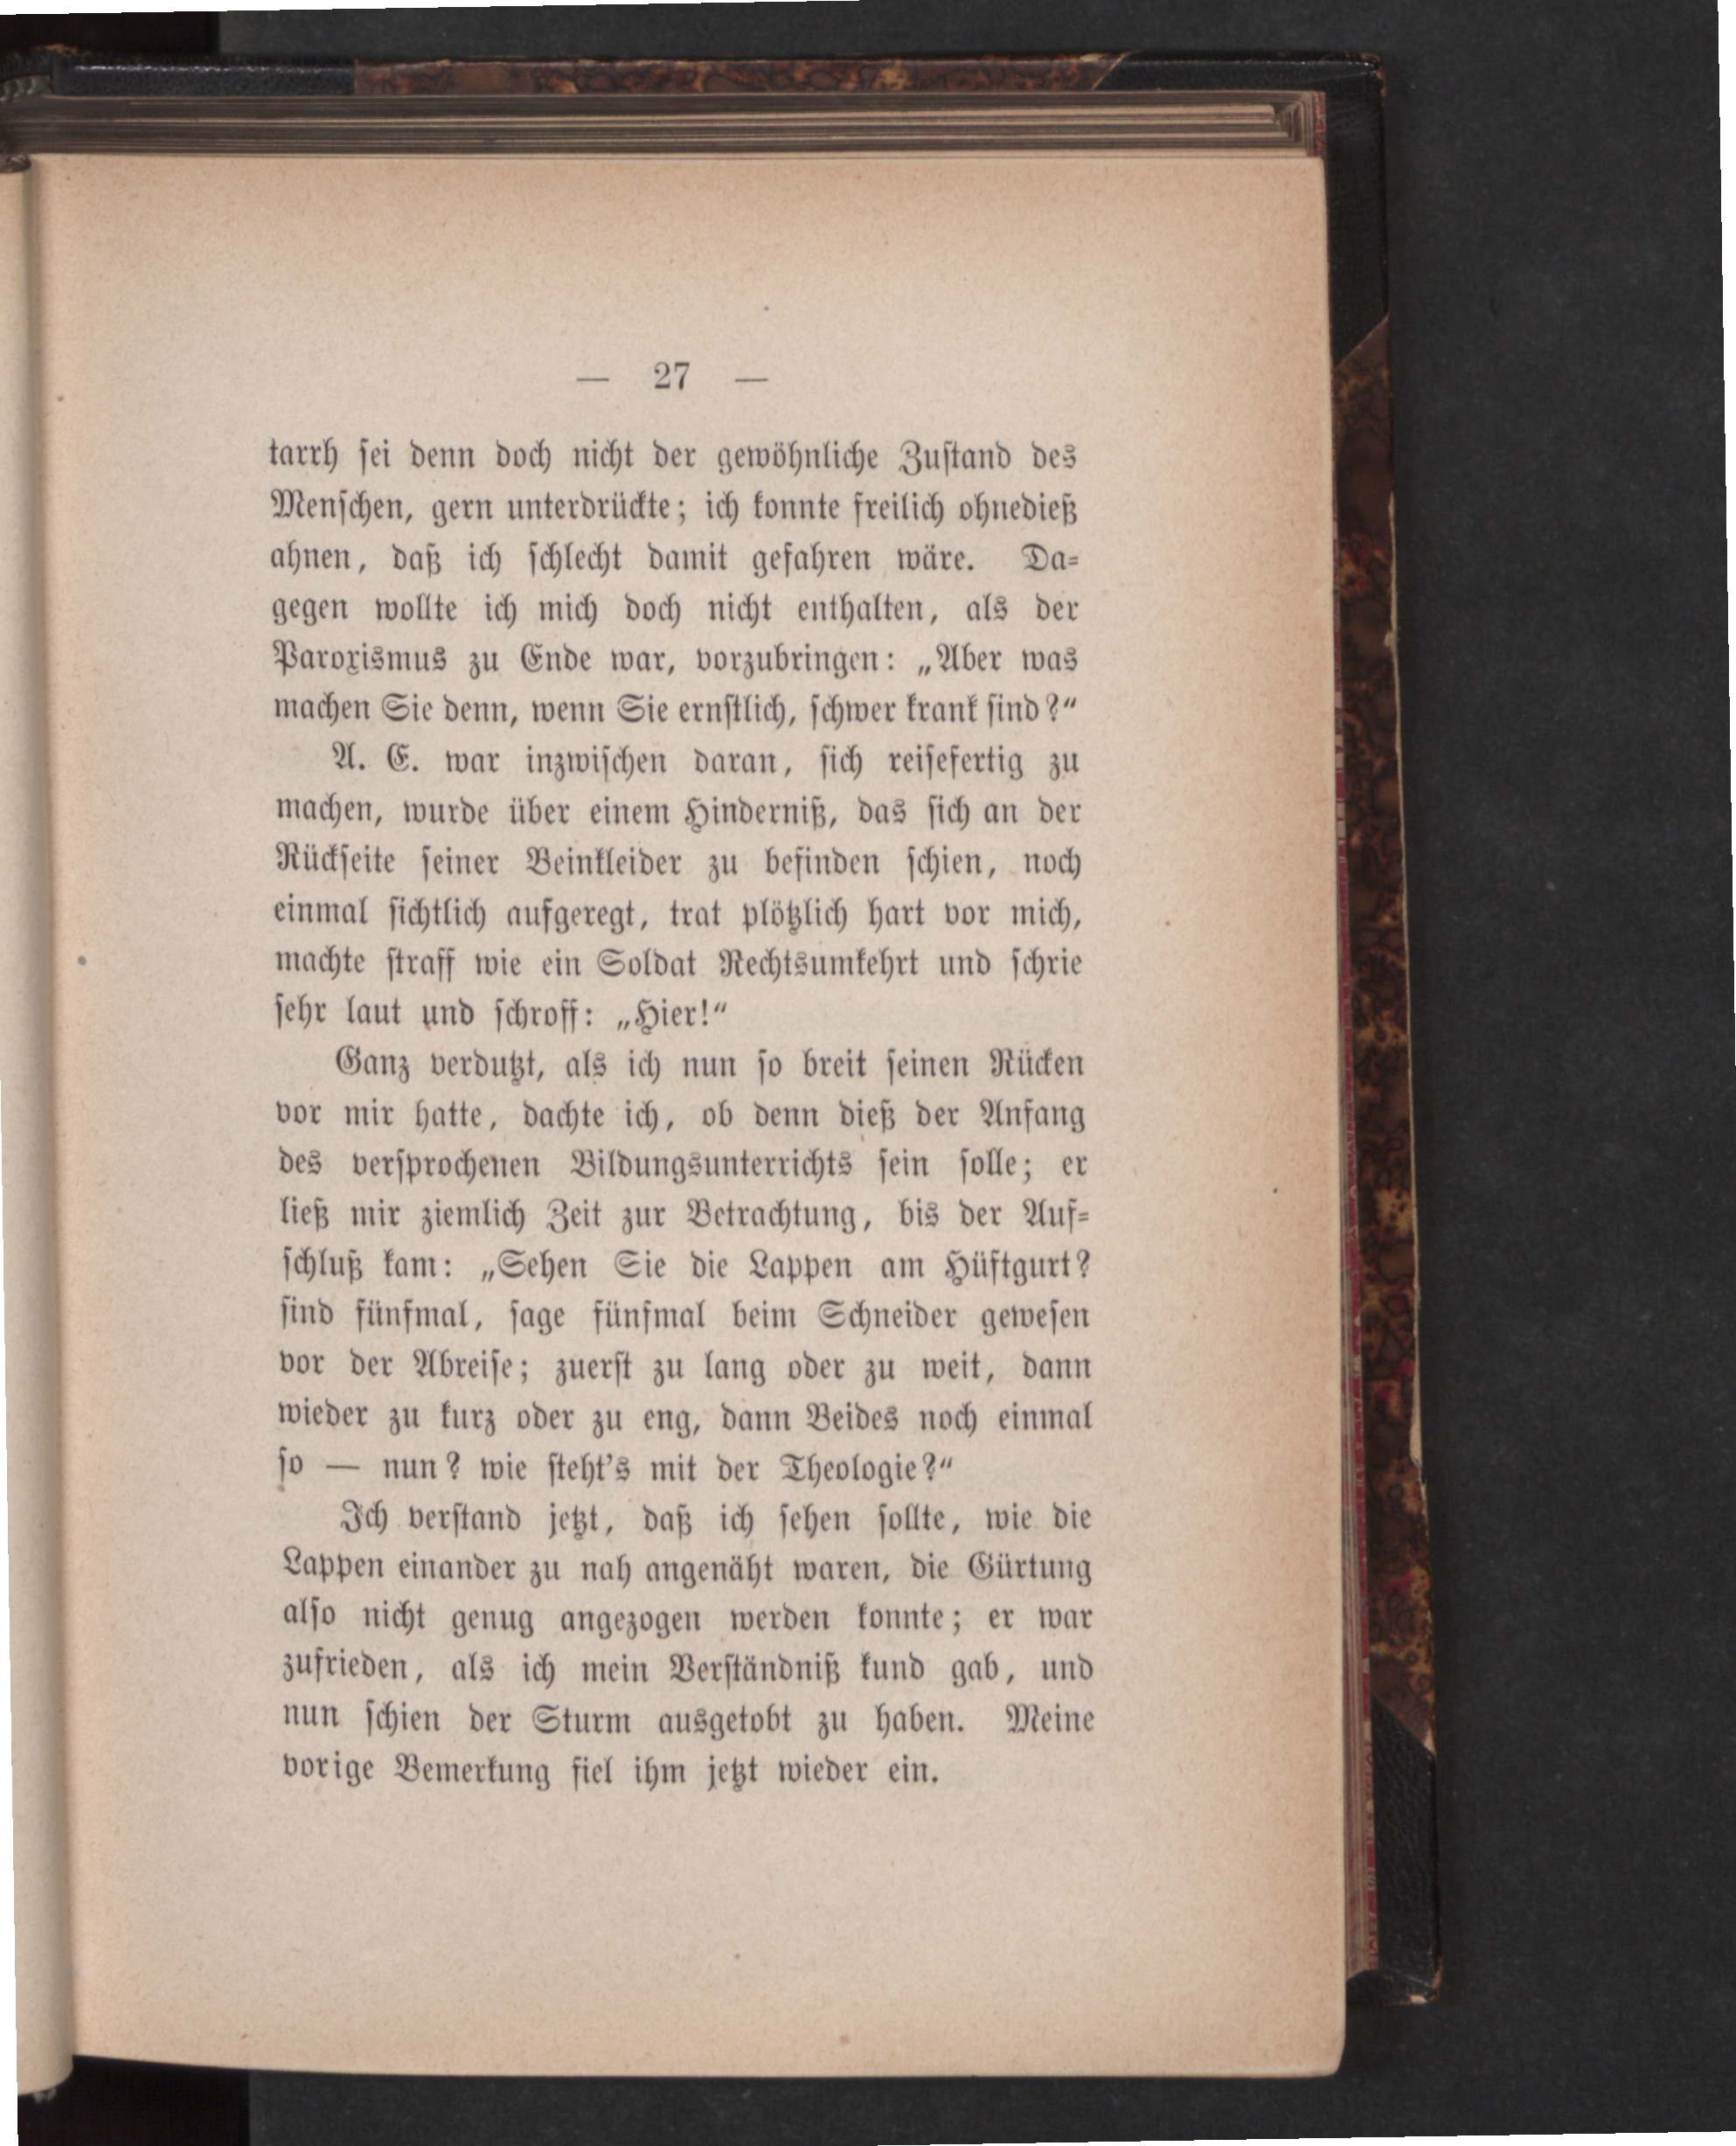 — 27 —
tarrh sei denn doch nicht der gewöhnliche Zustand des
Menschen, gern unterdrückte; ich konnte freilich ohnedieß
ahnen, daß ich schlecht damit gefahren wäre. Da-
gegen wollte ich mich doch nicht enthalten, als der
Paroxismus zu Ende war, vorzubringen: „Aber was
machen Sie denn, wenn Sie ernstlich, schwer krank sind?“
A. E. war inzwischen daran, sich reisefertig zu
machen, wurde über einem Hinderniß, das sich an der
Rückseite seiner Beinkleider zu befinden schien, noch
einmal sichtlich aufgeregt, trat plötzlich hart vor mich,
machte straff wie ein Soldat Rechtsumkehrt und schrie
sehr laut und schroff: „Hier!“
Ganz verdutzt, als ich nun so breit seinen Rücken
vor mir hatte, dachte ich, ob denn dieß der Anfang
des versprochenen Bildungsunterrichts sein solle; er
ließ mir ziemlich Zeit zur Betrachtung, bis der Auf-
schluß kam: „Sehen Sie die Lappen am Hüftgurt?
sind fünfmal, sage fünfmal beim Schneider gewesen
vor der Abreise; zuerst zu lang oder zu weit, dann
wieder zu kurz oder zu eng, dann Beides noch einmal
so — nun? wie steht's mit der Theologie?“
Ich verstand jetzt, daß ich sehen sollte, wie die
Lappen einander zu nah angenäht waren, die Gürtung
also nicht genug angezogen werden konnte; er war
zufrieden, als ich mein Verständniß kund gab, und
nun schien der Sturm ausgetobt zu haben. Meine
vorige Bemerkung fiel ihm jetzt wieder ein.